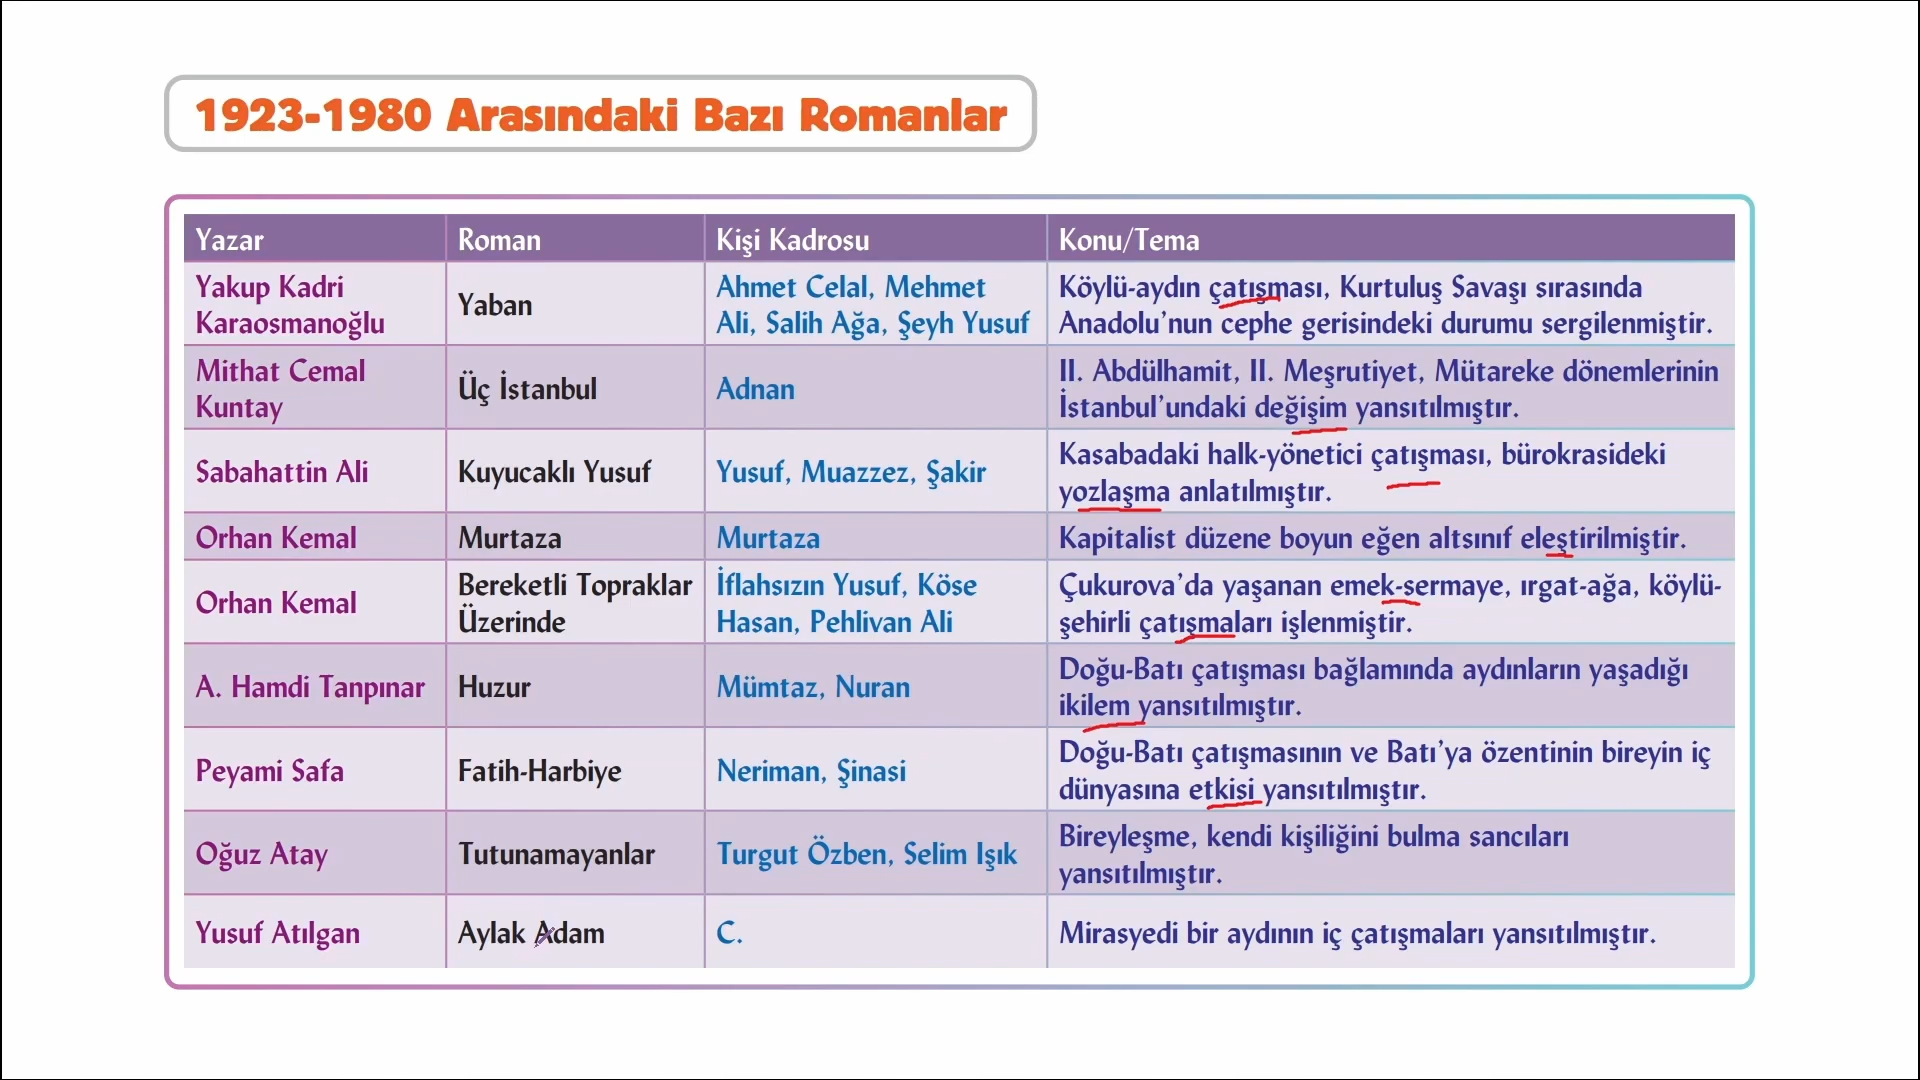 1923-1980 Arasındaki Bazı Romanlar
Yazar Roman Kişi Kadrosu Konu/Tema
Yakup Kadri
Karaosmanoğlu
Yaban
Ahmet Celal, Mehmet
Ali, Salih Ağa, Şeyh Yusuf
Köylü-aydın çatışması, Kurtuluş Savaşı sırasında
Anadolu'nun cephe gerisindeki durumu sergilenmiştir.
Mithat Cemal
Kuntay
Üç İstanbul
Adnan
II. Abdülhamit, II. Meşrutiyet, Mütareke dönemlerinin
İstanbul'undaki değişim yansıtılmıştır.
Sabahattin Ali
Kuyucaklı Yusuf
Yusuf, Muazzez, Şakir
Kasabadaki halk-yönetici çatışması, bürokrasideki
yozlaşma anlatılmıştır.
Orhan Kemal
Murtaza
Murtaza
Kapitalist düzene boyun eğen altsınıf eleştirilmiştir.
Orhan Kemal
Bereketli Topraklar
Üzerinde
İflahsızın Yusuf, Köse
Hasan, Pehlivan Ali
Çukurova'da yaşanan emek-sermaye, ırgat-ağa, köylü-
şehirli çatışmaları işlenmiştir.
A. Hamdi Tanpınar
Huzur
Mümtaz, Nuran
Doğu-Batı çatışması bağlamında aydınların yaşadığı
ikilem yansıtılmıştır.
Peyami Safa
Fatih-Harbiye
Neriman, Şinasi
Doğu-Batı çatışmasının ve Batı'ya özentinin bireyin iç
dünyasına etkisi yansıtılmıştır.
Oğuz Atay
Tutunamayanlar
Turgut Özben, Selim Işık
Bireyleşme, kendi kişiliğini bulma sancıları
yansıtılmıştır.
Yusuf Atılgan
Aylak Adam
C.
Mirasyedi bir aydının iç çatışmaları yansıtılmıştır.